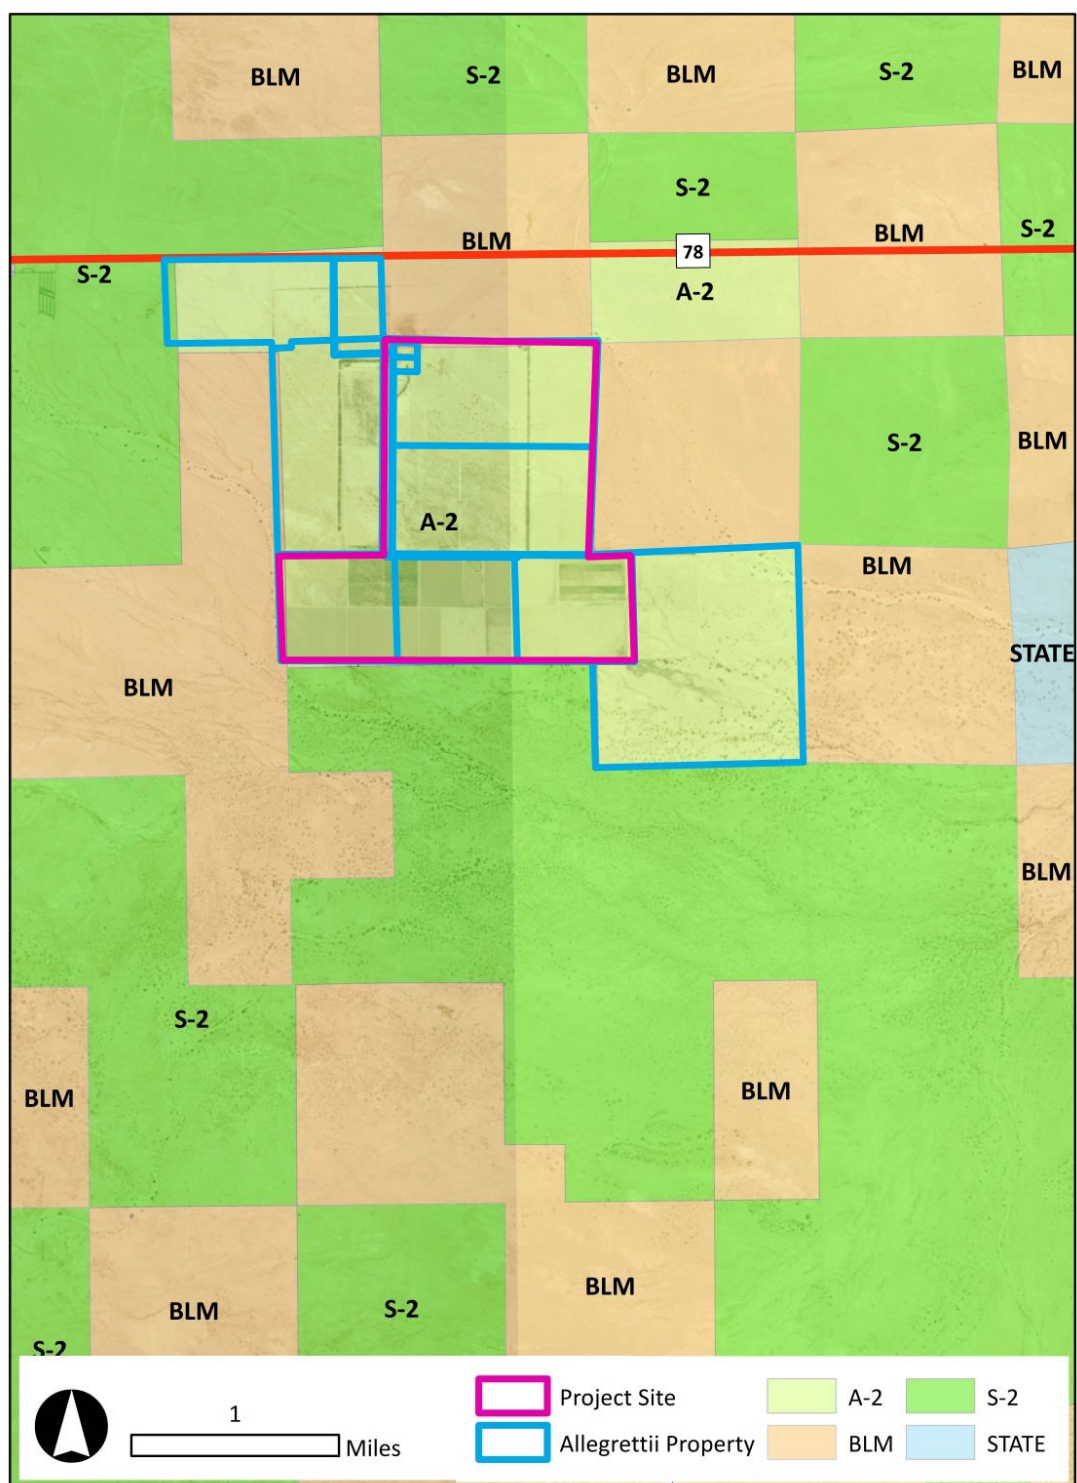 BLM
S-2
BLM
S-2
BLM
S-2
BLM
BLM
S-2
S-2
78
A-2
S-2
BLM
A-2
BLM
STATE
BLM
BLM
S-2
BLM
BLM
BLM
BLM
S-2
S-2
1
Miles
Project Site
Allegrettii Property
A-2
S-2
BLM
STATE